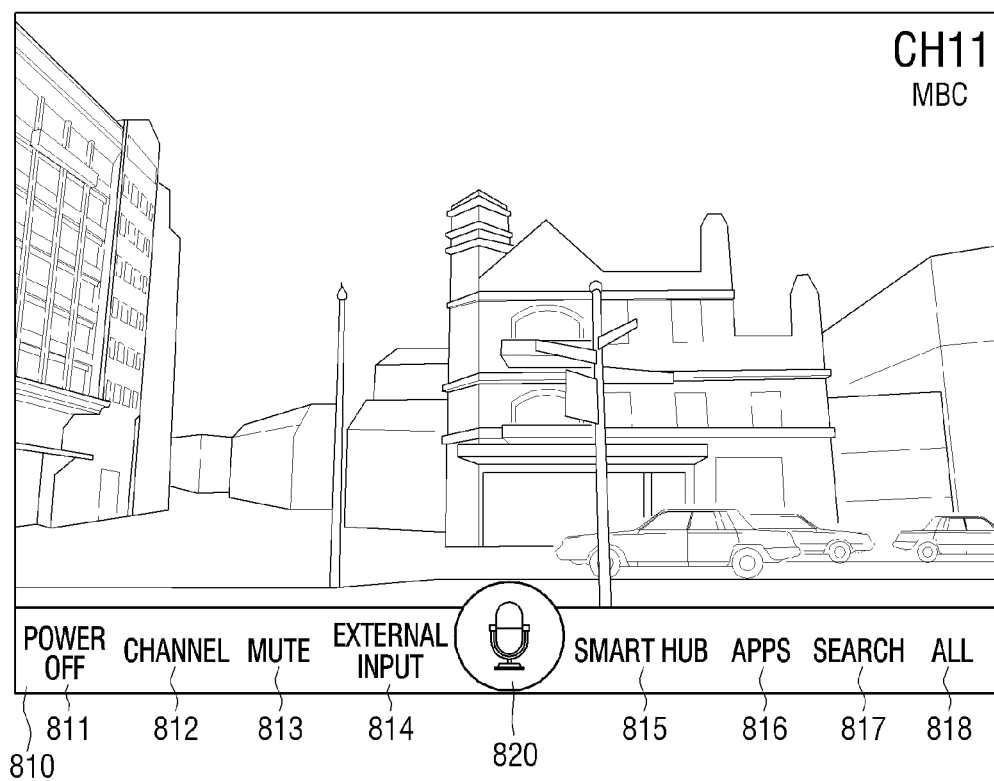 CH11
MBC
POWER
OFF
CHANNEL
MUTE
EXTERNAL
INPUT
SMART HUB
APPS
SEARCH
ALL
811
812
813
814
820
815
816
817
818
810